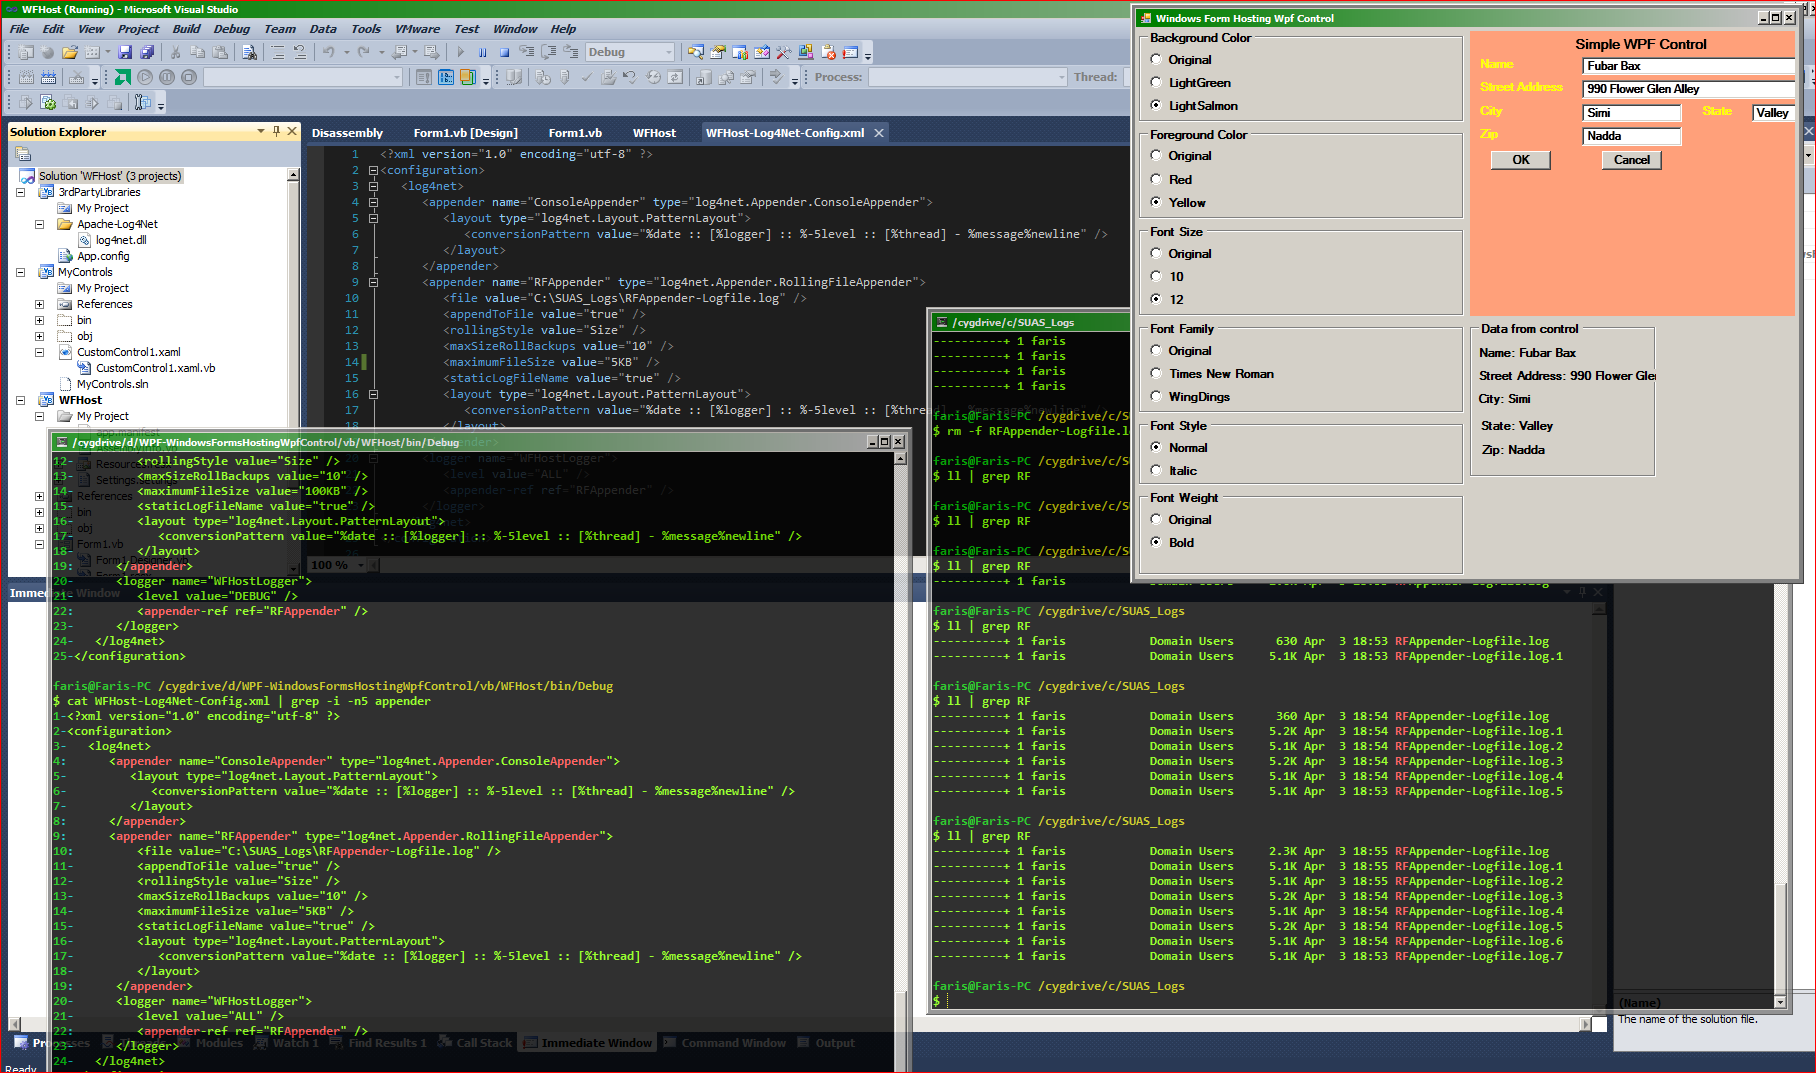 WFHost (Running) - Microsoft Visual Studio
File Edit View Project Build Debug Team Data Tools VMware Test Window Help
Debug
Process:
Thread:
Solution Explorer
Solution 'WFHost' (3 projects)
3rdPartyLibraries
My Project
Apache-Log4Net
log4net.dll
App.config
MyControls
My Project
References
bin
obj
CustomControl1.xaml
CustomControl1.xaml.vb
MyControls.sln
WFHost
My Project
app.manifest
References
bin
obj
Form1.vb
Disassembly Form1.vb [Design] Form1.vb WFHost WFHost-Log4Net-Config.xml
1 <?xml version="1.0" encoding="utf-8" ?>
2 <configuration>
3 <log4net>
4 <appender name="ConsoleAppender" type="log4net.Appender.ConsoleAppender">
5 <layout type="log4net.Layout.PatternLayout">
6 <conversionPattern value="%date :: [%logger] :: %-5level :: [%thread] - %message%newline" />
7 </layout>
8 </appender>
9 <appender name="RFAppender" type="log4net.Appender.RollingFileAppender">
10 <file value="C:\SUAS_Logs\RFAppender-Logfile.log" />
11 <appendToFile value="true" />
12 <rollingStyle value="Size" />
13 <maxSizeRollBackups value="10" />
14 <maximumFileSize value="5KB" />
15 <staticLogFileName value="true" />
16 <layout type="log4net.Layout.PatternLayout">
17 <conversionPattern value="%date :: [%logger] :: %-5level :: [%thread] - %message%newline" />
</layout>
<logger name="WFHostLogger">
<level value="ALL" />
<appender-ref ref="RFAppender" />
</logger>
100 %
Immediate Window
/cygdrive/d/WPF-WindowsFormsHostingWpfControl/vb/WFHost/bin/Debug
12- <rollingStyle value="Size" />
13- <maxSizeRollBackups value="10" />
14- <maximumFileSize value="100KB" />
15- <staticLogFileName value="true" />
16- <layout type="log4net.Layout.PatternLayout">
17- <conversionPattern value="%date :: [%logger] :: %-5level :: [%thread] - %message%newline" />
18- </layout>
19: </appender>
20- <logger name="WFHostLogger">
21- <level value="DEBUG" />
22: <appender-ref ref="RFAppender" />
23- </logger>
24- </log4net>
25-</configuration>
faris@Faris-PC /cygdrive/d/WPF-WindowsFormsHostingWpfControl/vb/WFHost/bin/Debug
$ cat WFHost-Log4Net-Config.xml | grep -i -n5 appender
1-<?xml version="1.0" encoding="utf-8" ?>
2-<configuration>
3- <log4net>
4: <appender name="ConsoleAppender" type="log4net.Appender.ConsoleAppender">
5- <layout type="log4net.Layout.PatternLayout">
6- <conversionPattern value="%date :: [%logger] :: %-5level :: [%thread] - %message%newline" />
7- </layout>
8: </appender>
9: <appender name="RFAppender" type="log4net.Appender.RollingFileAppender">
10: <file value="C:\SUAS_Logs\RFAppender-Logfile.log" />
11- <appendToFile value="true" />
12- <rollingStyle value="Size" />
13- <maxSizeRollBackups value="10" />
14- <maximumFileSize value="5KB" />
15- <staticLogFileName value="true" />
16- <layout type="log4net.Layout.PatternLayout">
17- <conversionPattern value="%date :: [%logger] :: %-5level :: [%thread] - %message%newline" />
18- </layout>
19: </appender>
20- <logger name="WFHostLogger">
21- <level value="ALL" />
22: <appender-ref ref="RFAppender" />
23- </logger>
24- </log4net>
/cygdrive/c/SUAS_Logs
----------+ 1 faris
----------+ 1 faris
----------+ 1 faris
----------+ 1 faris
faris@Faris-PC /cygdrive/c/SU
$ rm -f RFAppender-Logfile.l
faris@Faris-PC /cygdrive/c/SU
$ ll | grep RF
faris@Faris-PC /cygdrive/c/SU
$ ll | grep RF
faris@Faris-PC /cygdrive/c/SU
$ ll | grep RF
----------+ 1 faris
faris@Faris-PC /cygdrive/c/SUAS_Logs
$ ll | grep RF
----------+ 1 faris Domain Users 630 Apr 3 18:53 RFAppender-Logfile.log
----------+ 1 faris Domain Users 5.1K Apr 3 18:53 RFAppender-Logfile.log.1
faris@Faris-PC /cygdrive/c/SUAS_Logs
$ ll | grep RF
----------+ 1 faris Domain Users 360 Apr 3 18:54 RFAppender-Logfile.log
----------+ 1 faris Domain Users 5.2K Apr 3 18:54 RFAppender-Logfile.log.1
----------+ 1 faris Domain Users 5.1K Apr 3 18:54 RFAppender-Logfile.log.2
----------+ 1 faris Domain Users 5.2K Apr 3 18:54 RFAppender-Logfile.log.3
----------+ 1 faris Domain Users 5.1K Apr 3 18:54 RFAppender-Logfile.log.4
----------+ 1 faris Domain Users 5.1K Apr 3 18:53 RFAppender-Logfile.log.5
faris@Faris-PC /cygdrive/c/SUAS_Logs
$ ll | grep RF
----------+ 1 faris Domain Users 2.3K Apr 3 18:55 RFAppender-Logfile.log
----------+ 1 faris Domain Users 5.1K Apr 3 18:55 RFAppender-Logfile.log.1
----------+ 1 faris Domain Users 5.1K Apr 3 18:55 RFAppender-Logfile.log.2
----------+ 1 faris Domain Users 5.2K Apr 3 18:54 RFAppender-Logfile.log.3
----------+ 1 faris Domain Users 5.1K Apr 3 18:54 RFAppender-Logfile.log.4
----------+ 1 faris Domain Users 5.2K Apr 3 18:54 RFAppender-Logfile.log.5
----------+ 1 faris Domain Users 5.1K Apr 3 18:54 RFAppender-Logfile.log.6
----------+ 1 faris Domain Users 5.1K Apr 3 18:53 RFAppender-Logfile.log.7
faris@Faris-PC /cygdrive/c/SUAS_Logs
$
Windows Form Hosting Wpf Control
Background Color
Original
LightGreen
LightSalmon
Foreground Color
Original
Red
Yellow
Font Size
Original
10
12
Font Family
Original
Times New Roman
WingDings
Font Style
Normal
Italic
Font Weight
Original
Bold
Simple WPF Control
Name Fubar Bax
Street Address 990 Flower Glen Alley
City Simi State Valley
Zip Nadda
OK Cancel
Data from control
Name: Fubar Bax
Street Address: 990 Flower Gle
City: Simi
State: Valley
Zip: Nadda
(Name)
The name of the solution file.
Processes Modules Watch 1 Find Results 1 Call Stack Immediate Window Command Window Output
Ready